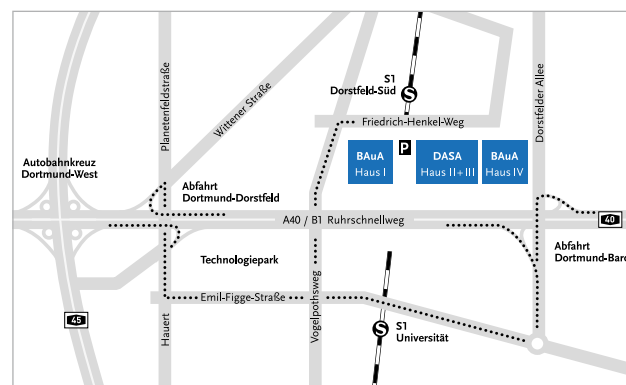 S1
Dorstfeld-Süd
S
Planetenfeldstraße
Wittener Straße
Dorstfelder Allee
Friedrich-Henkel-Weg
P
BAuA
Haus I
DASA
Haus II+III
BAuA
Haus IV
Autobahnkreuz
Dortmund-West
Abfahrt
Dortmund-Dorstfeld
A40 / B1 Ruhrschnellweg
40
Abfahrt
Dortmund-Baro
Technologiepark
Emil-Figge-Straße
Vogelpothsweg
Hauert
45
S
S1
Universität